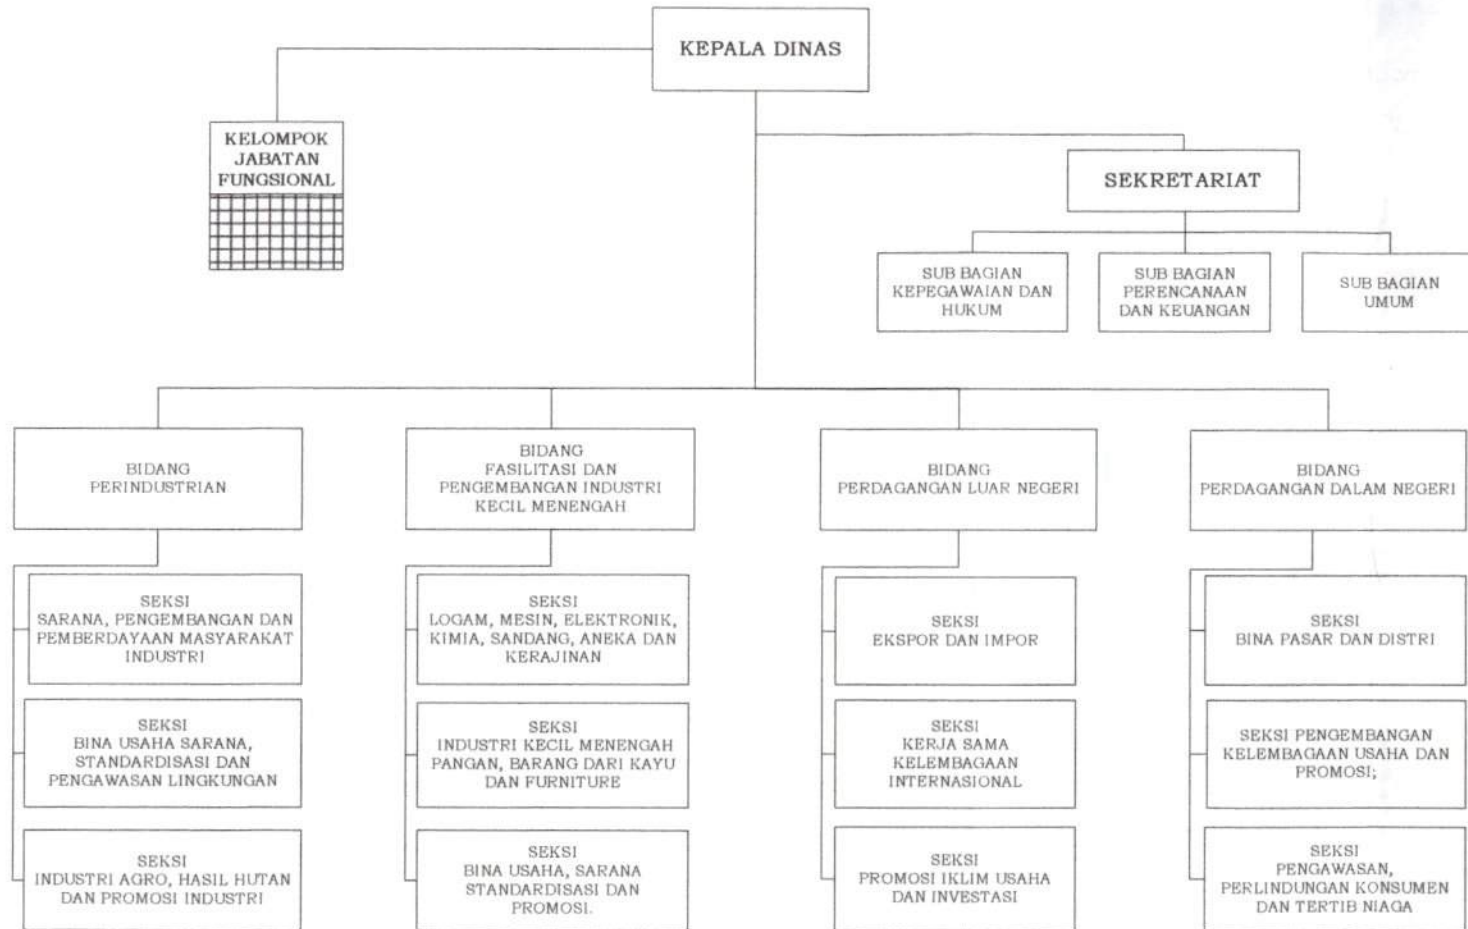 KEPALA DINAS
KELOMPOK
JABATAN
FUNGSIONAL
SEKRETARIAT
SUB BAGIAN
KEPEGAWAIAN DAN
HUKUM
SUB BAGIAN
PERENCANAAN
DAN KEUANGAN
SUB BAGIAN
UMUM
BIDANG
PERINDUSTRIAN
BIDANG
FASILITASI DAN
PENGEMBANGAN INDUSTRI
KECIL MENENGAH
BIDANG
PERDAGANGAN LUAR NEGERI
BIDANG
PERDAGANGAN DALAM NEGERI
SEKSI
SARANA, PENGEMBANGAN DAN
PEMBERDAYAAN MASYARAKAT
INDUSTRI
SEKSI
LOGAM, MESIN, ELEKTRONIK,
KIMIA, SANDANG, ANEKA DAN
KERAJINAN
SEKSI
EKSPOR DAN IMPOR
SEKSI
BINA PASAR DAN DISTRI
SEKSI
BINA USAHA SARANA,
STANDARDISASI DAN
PENGAWASAN LINGKUNGAN
SEKSI
INDUSTRI KECIL MENENGAH
PANGAN, BARANG DARI KAYU
DAN FURNITURE
SEKSI
KERJA SAMA
KELEMBAGAAN
INTERNASIONAL
SEKSI PENGEMBANGAN
KELEMBAGAAN USAHA DAN
PROMOSI;
SEKSI
INDUSTRI AGRO, HASIL HUTAN
DAN PROMOSI INDUSTRI
SEKSI
BINA USAHA, SARANA
STANDARDISASI DAN
PROMOSI.
SEKSI
PROMOSI IKLIM USAHA
DAN INVESTASI
SEKSI
PENGAWASAN,
PERLINDUNGAN KONSUMEN
DAN TERTIB NIAGA